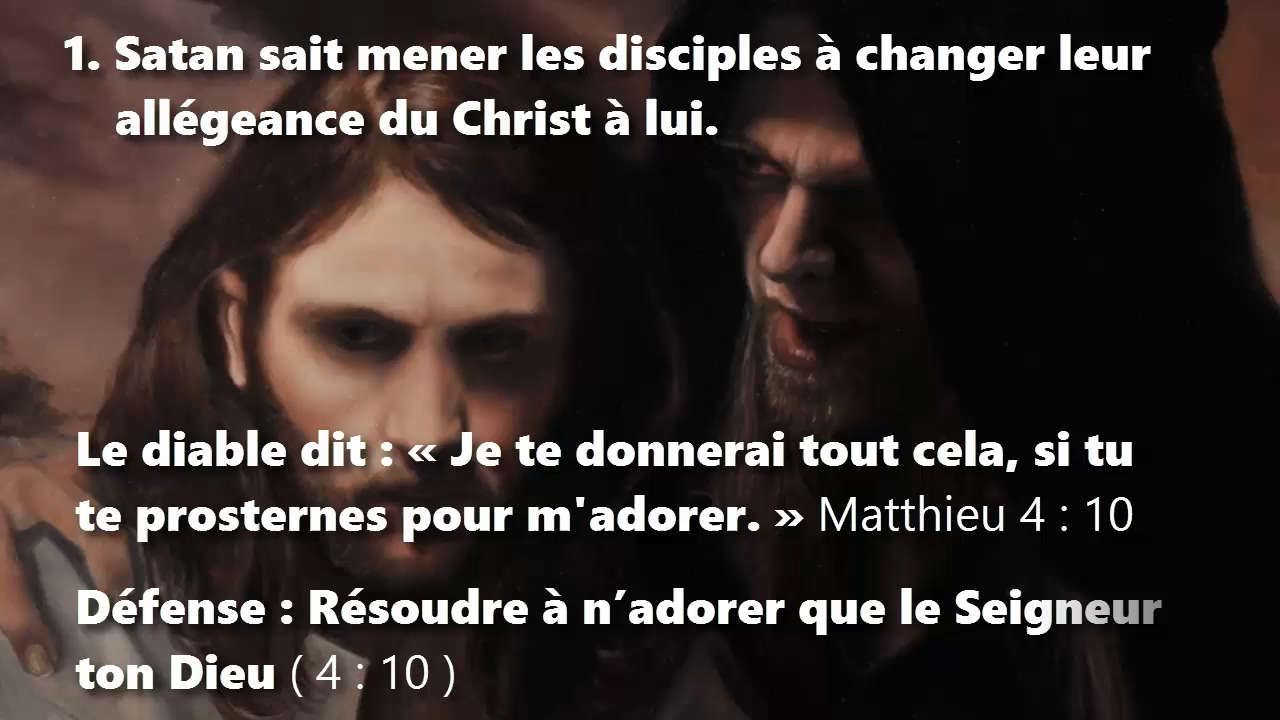 1. Satan sait mener les disciples à changer leur
allégeance du Christ à lui.
Le diable dit : « Je te donnerai tout cela, si tu
te prosternes pour m'adorer. » Matthieu 4 : 10
Défense : Résoudre à n’adorer que le Seigneur
ton Dieu ( 4 : 10 )